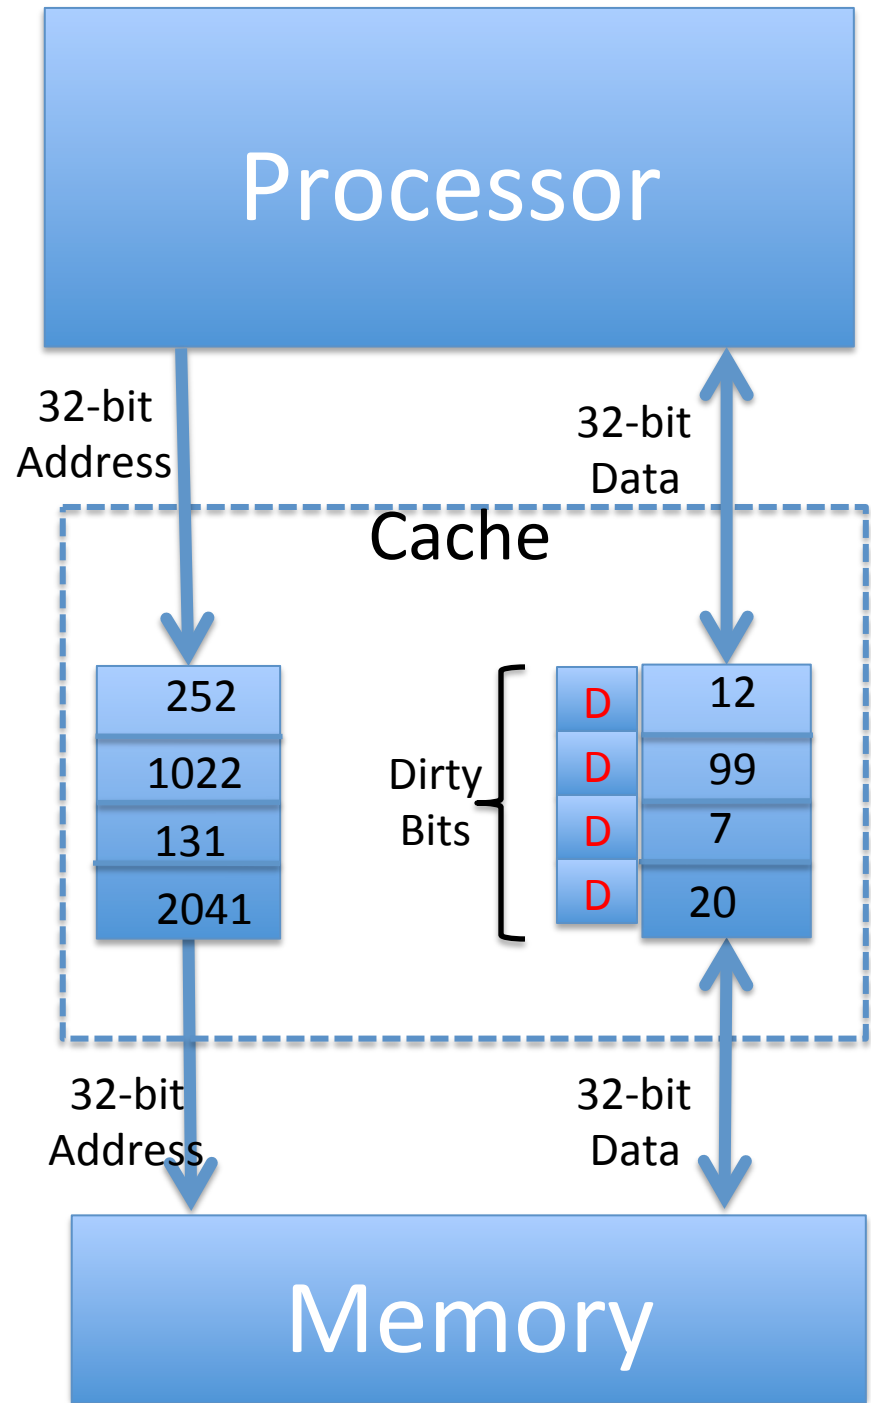 Processor
32-bit
Address
32-bit
Data
Cache
252
1022
131
2041
Dirty
Bits
D
D
D
D
12
99
7
20
32-bit
Address
32-bit
Data
Memory